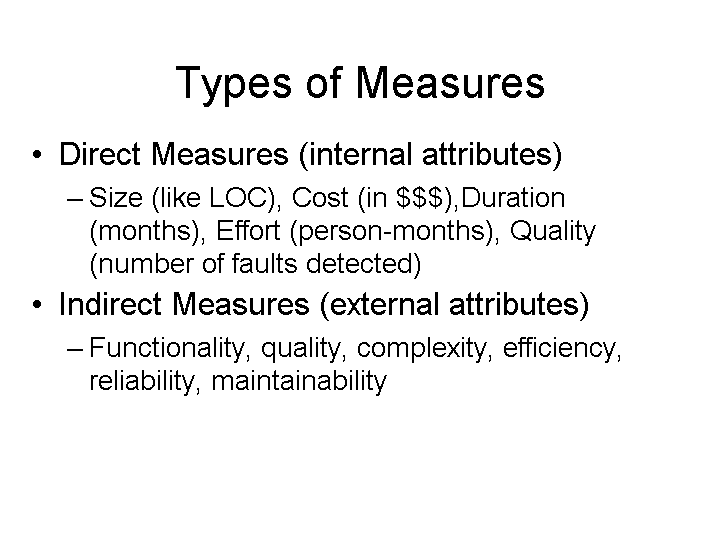 Types of Measures
• Direct Measures (internal attributes)
– Size (like LOC), Cost (in $$$),Duration
(months), Effort (person-months), Quality
(number of faults detected)
• Indirect Measures (external attributes)
– Functionality, quality, complexity, efficiency,
reliability, maintainability